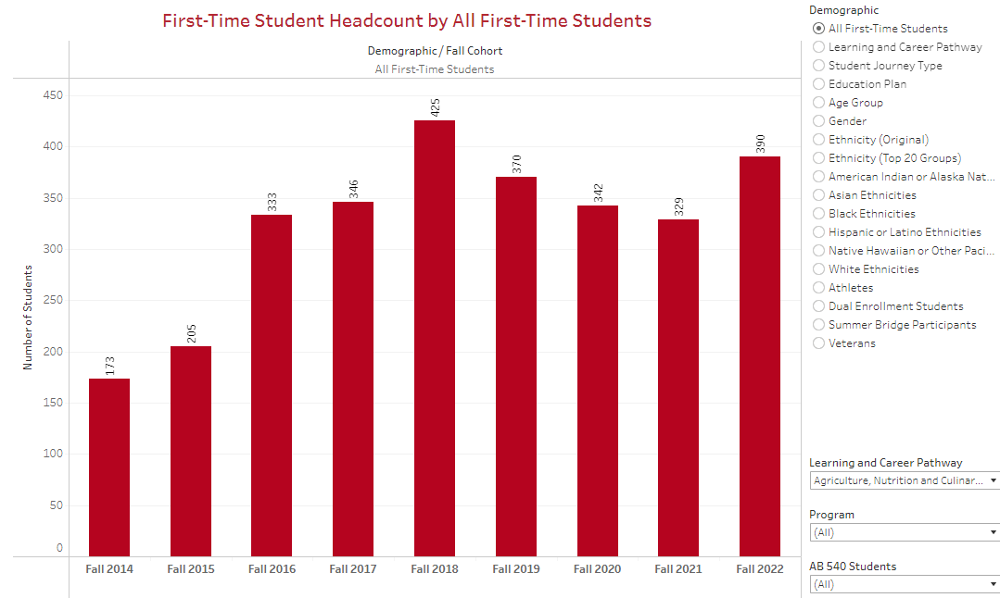 First-Time Student Headcount by All First-Time Students
Demographic / Fall Cohort
All First-Time Students
Number of Students
450
400
350
300
250
200
150
100
50
0
173
205
333
346
425
370
342
329
390
Fall 2014
Fall 2015
Fall 2016
Fall 2017
Fall 2018
Fall 2019
Fall 2020
Fall 2021
Fall 2022
Demographic
All First-Time Students
Learning and Career Pathway
Student Journey Type
Education Plan
Age Group
Gender
Ethnicity (Original)
Ethnicity (Top 20 Groups)
American Indian or Alaska Nat...
Asian Ethnicities
Black Ethnicities
Hispanic or Latino Ethnicities
Native Hawaiian or Other Paci...
White Ethnicities
Athletes
Dual Enrollment Students
Summer Bridge Participants
Veterans
Learning and Career Pathway
Agriculture, Nutrition and Culinar...
Program
(All)
AB 540 Students
(All)